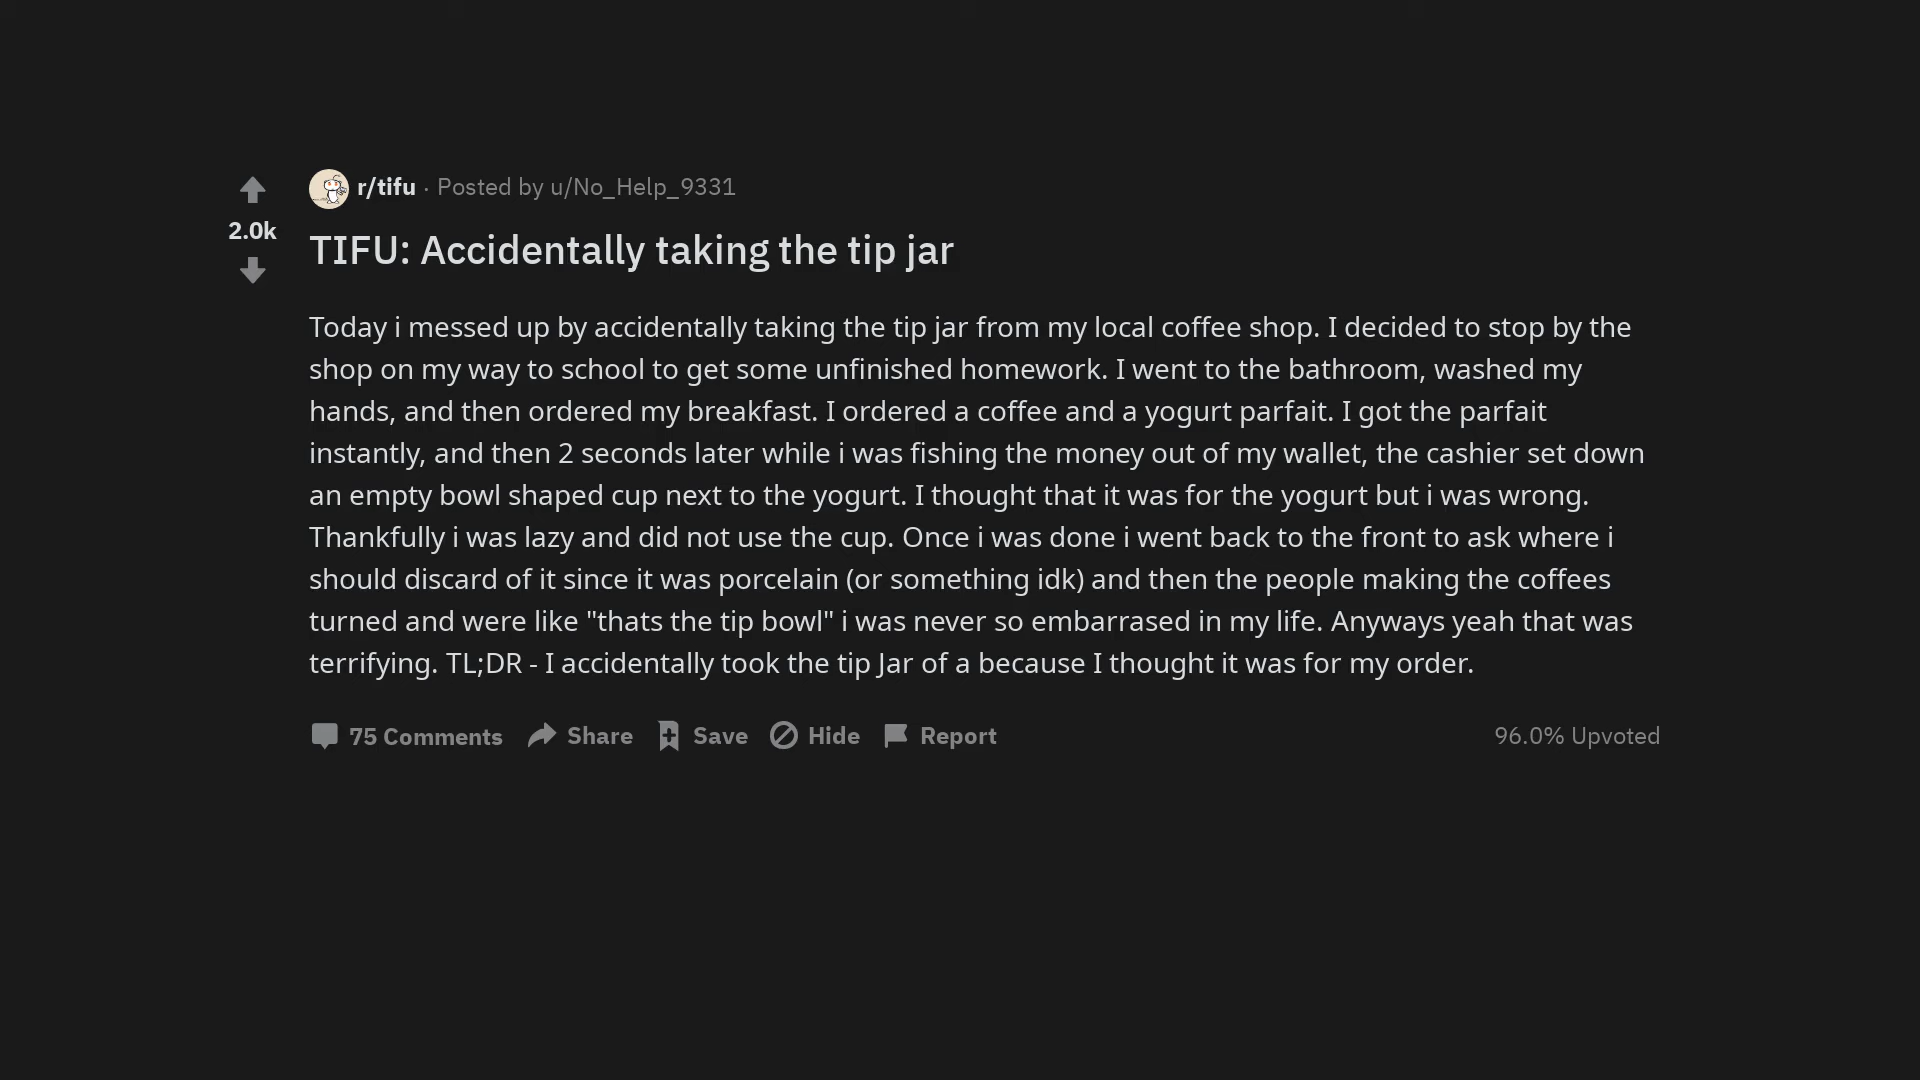 r/tifu · Posted by u/No_Help_9331
2.0k
TIFU: Accidentally taking the tip jar
Today i messed up by accidentally taking the tip jar from my local coffee shop. I decided to stop by the
shop on my way to school to get some unfinished homework. I went to the bathroom, washed my
hands, and then ordered my breakfast. I ordered a coffee and a yogurt parfait. I got the parfait
instantly, and then 2 seconds later while i was fishing the money out of my wallet, the cashier set down
an empty bowl shaped cup next to the yogurt. I thought that it was for the yogurt but i was wrong.
Thankfully i was lazy and did not use the cup. Once i was done i went back to the front to ask where i
should discard of it since it was porcelain (or something idk) and then the people making the coffees
turned and were like "thats the tip bowl" i was never so embarrased in my life. Anyways yeah that was
terrifying. TL;DR - I accidentally took the tip Jar of a because I thought it was for my order.
75 Comments Share Save Hide Report 96.0% Upvoted